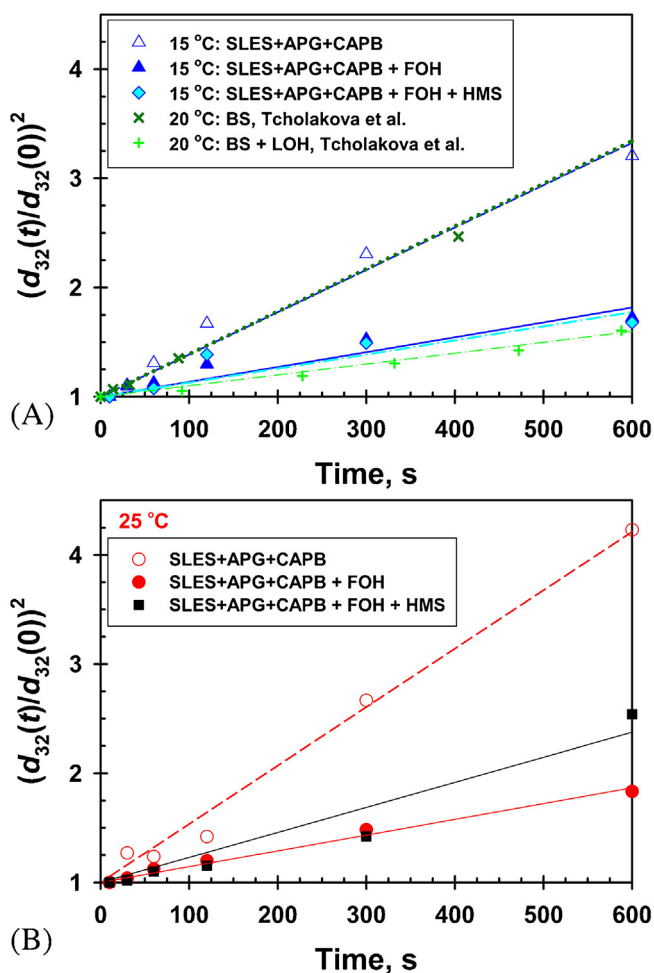 4
3
2
1
(d32(t)/d32(0))²
15 °C: SLES+APG+CAPB
15 °C: SLES+APG+CAPB + FOH
15 °C: SLES+APG+CAPB + FOH + HMS
20 °C: BS, Tcholakova et al.
20 °C: BS + LOH, Tcholakova et al.
0 100 200 300 400 500 600
(A)
Time, s
25 °C
4
3
2
1
(d32(t)/d32(0))²
SLES+APG+CAPB
SLES+APG+CAPB + FOH
SLES+APG+CAPB + FOH + HMS
0 100 200 300 400 500 600
(B)
Time, s